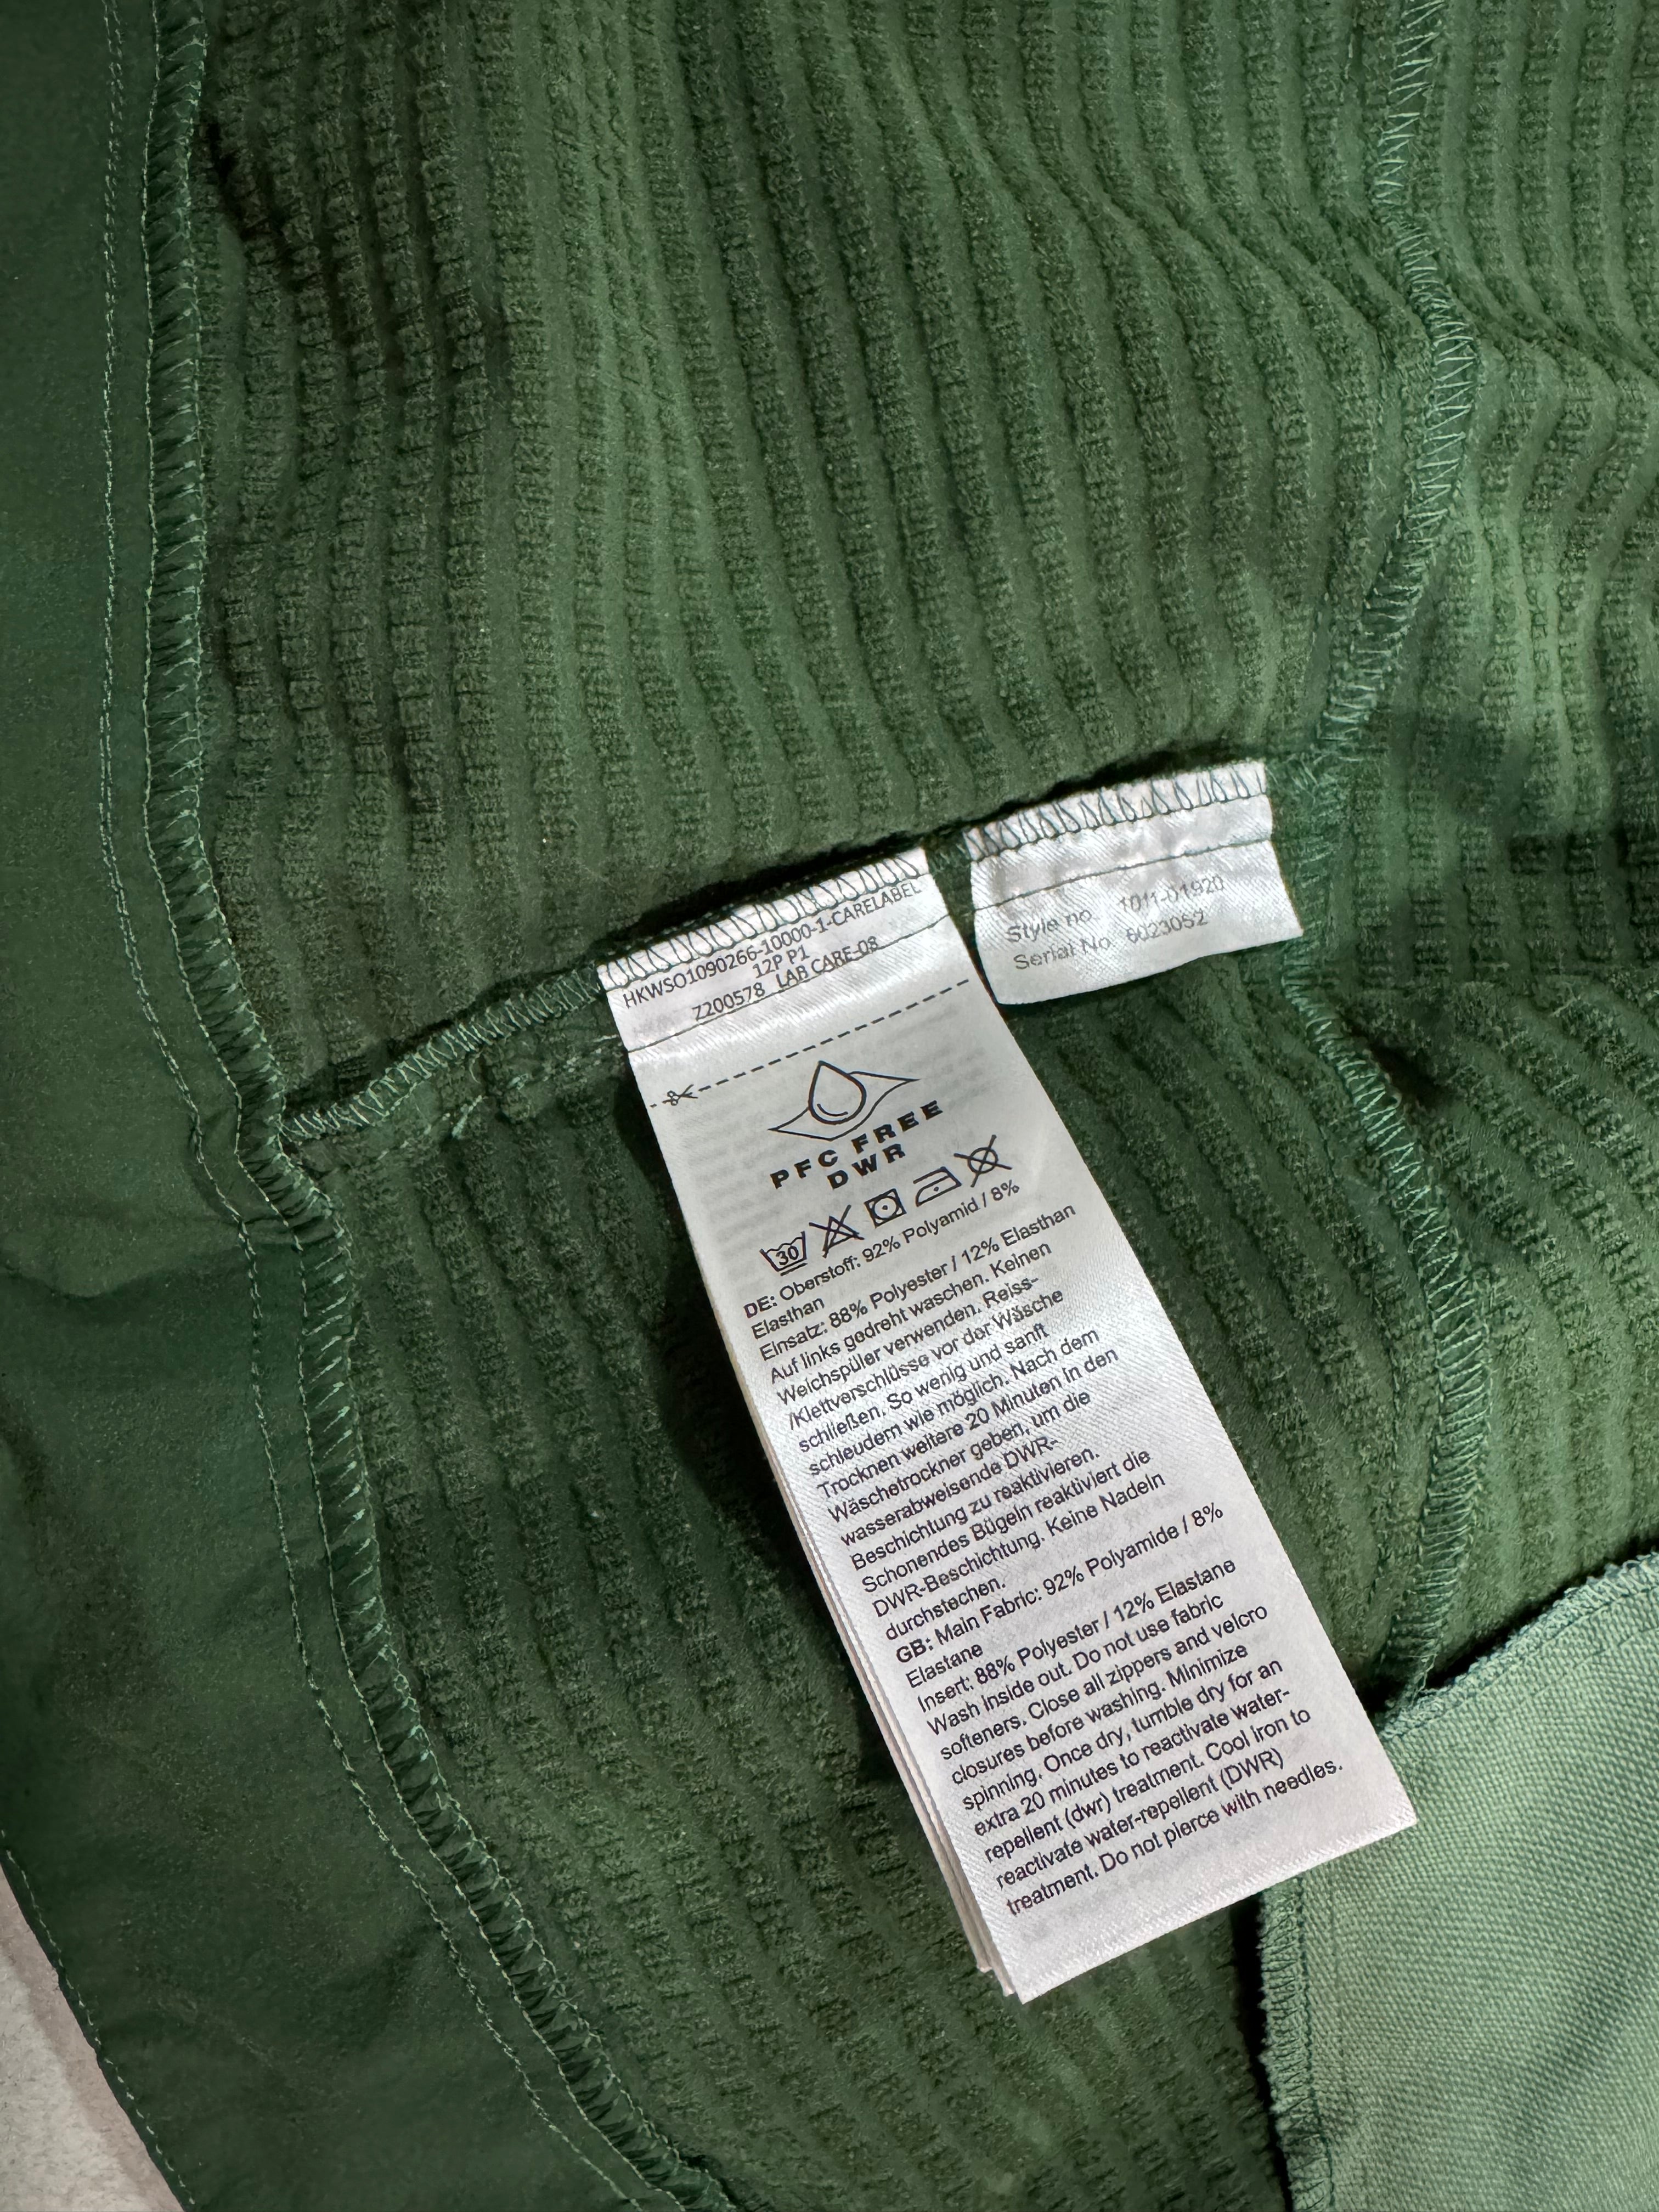 HKWSO1090266-10000-1-CARELABEL
12P P1
Z200578 LAB CARE-08
Style no. 1011-01920
Serial No. 6023052
PFC FREE
DWR
30
DE: Oberstoff: 92% Polyamid / 8%
Elasthan
Einsatz: 88% Polyester / 12% Elasthan
Auf links gedreht waschen. Keinen
Weichspüler verwenden. Reiss-
/Klettverschlüsse vor der Wäsche
schließen. So wenig und sanft
schleudern wie möglich. Nach dem
Trocknen weitere 20 Minuten in den
Wäschetrockner geben, um die
wasserabweisende DWR-
Beschichtung zu reaktivieren.
Schonendes Bügeln reaktiviert die
DWR-Beschichtung. Keine Nadeln
durchstechen.
GB: Main Fabric: 92% Polyamide / 8%
Elastane
Insert: 88% Polyester / 12% Elastane
Wash inside out. Do not use fabric
softeners. Close all zippers and velcro
closures before washing. Minimize
spinning. Once dry, tumble dry for an
extra 20 minutes to reactivate water-
repellent (dwr) treatment. Cool iron to
reactivate water-repellent (DWR)
treatment. Do not pierce with needles.